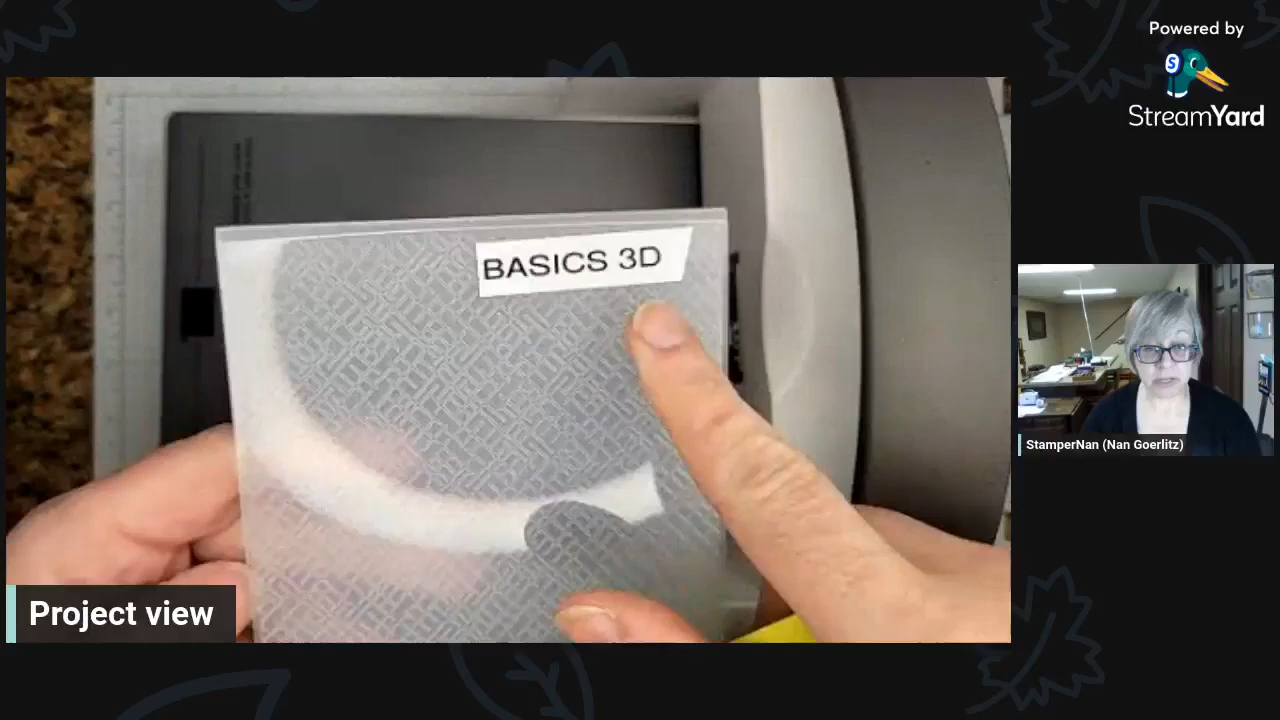 Powered by
StreamYard
BASICS 3D
StamperNan (Nan Goerlitz)
Project view